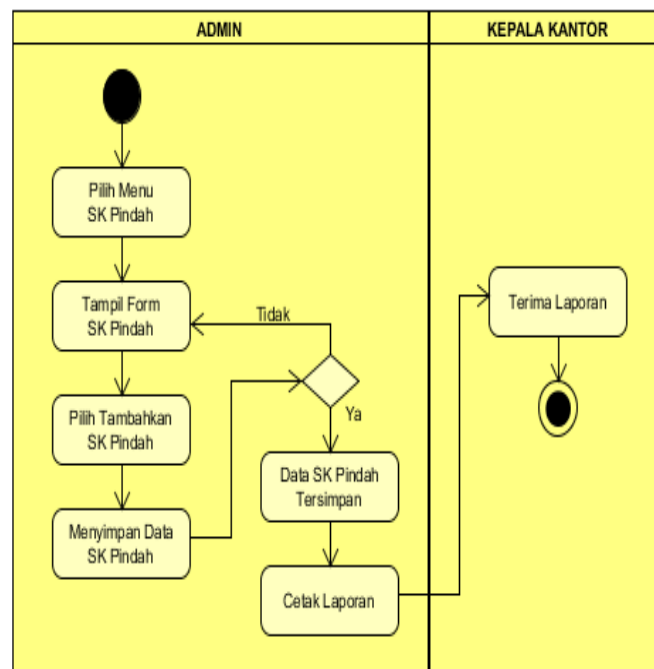 ADMIN
KEPALA KANTOR
Pilih Menu
SK Pindah
Tampil Form
SK Pindah
Tidak
Terima Laporan
Pilih Tambahkan
SK Pindah
Ya
Data SK Pindah
Tersimpan
Menyimpan Data
SK Pindah
Cetak Laporan